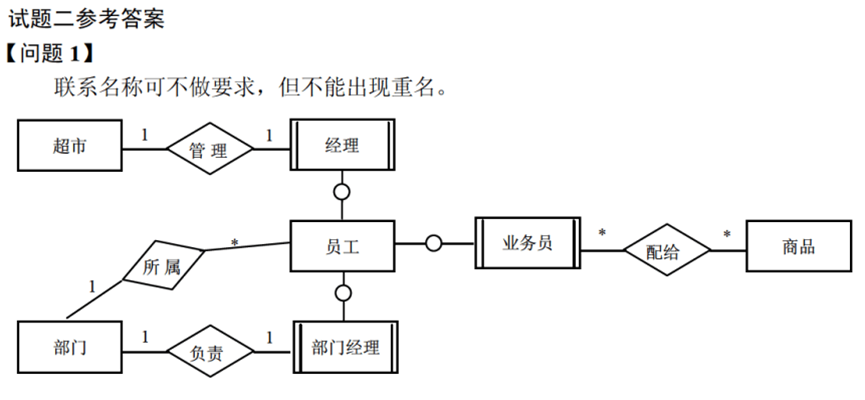 试题二参考答案
【问题 1】
联系名称可不做要求，但不能出现重名。
超市 1 管理 1 经理
员工 业务员 * 配给 * 商品
* 所属 1
部门 1 负责 1 部门经理